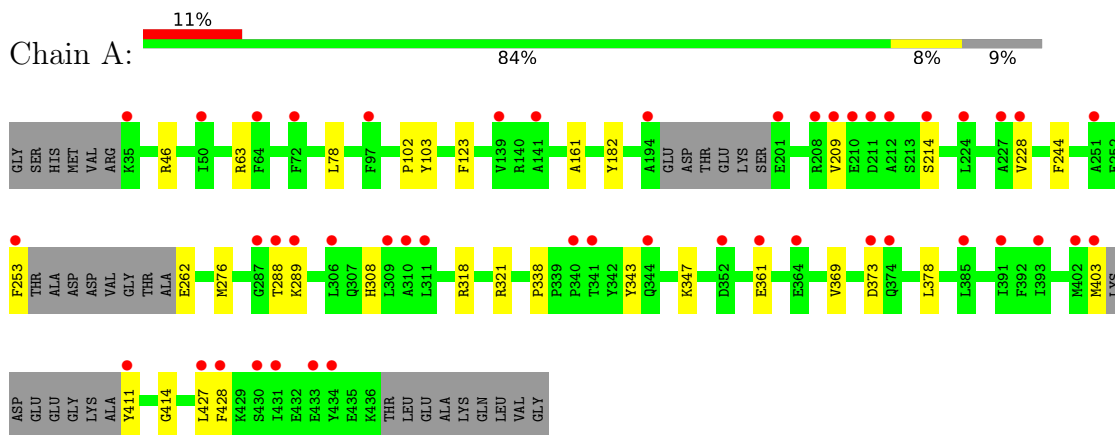 11%
Chain A:
84% 8% 9%
GLY SER HIS MET VAL ARG K35 R46 I50 R63 F64 F72 L78 F97 P102 Y103 F123 V139 R140 A141 A161 Y182 A194 GLU ASP THR GLU LYS SER E201 R208 V209 E210 D211 A212 S213 S214 L224 A227 V228 F244 A251 E252
F253 THR ALA ASP ASP VAL GLY THR ALA E262 M276 G287 T288 K289 L306 Q307 H308 L309 A310 L311 R318 R321 P338 P339 P340 T341 Y342 Y343 Q344 K347 D352 E361 E364 V369 D373 Q374 L378 L385 I391 F392 I393 M402 M403 LYS
ASP GLU GLU GLY LYS ALA Y411 G414 L427 F428 K429 S430 I431 E432 E433 Y434 E435 K436 THR LEU GLU ALA LYS GLN LEU VAL GLY